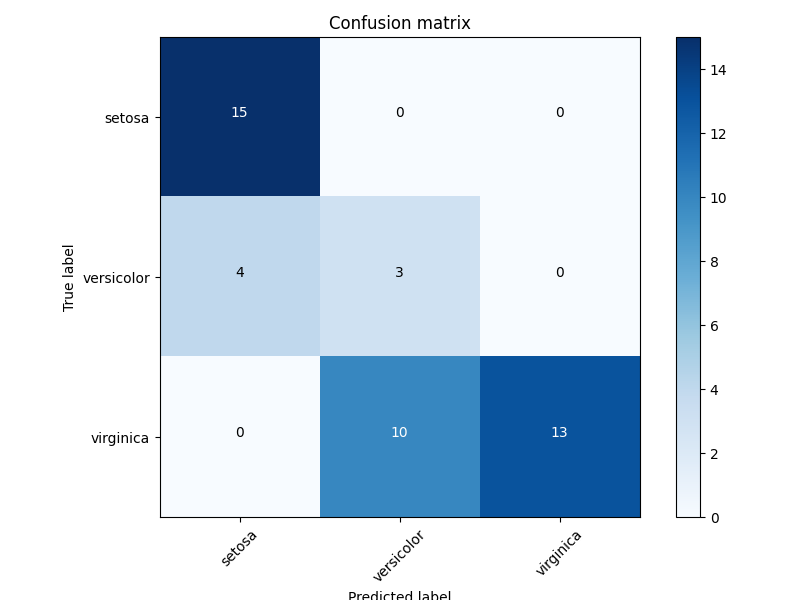 Confusion matrix
setosa
15
0
0
versicolor
4
3
0
virginica
0
10
13
True label
setosa
versicolor
virginica
Predicted label
14
12
10
8
6
4
2
0